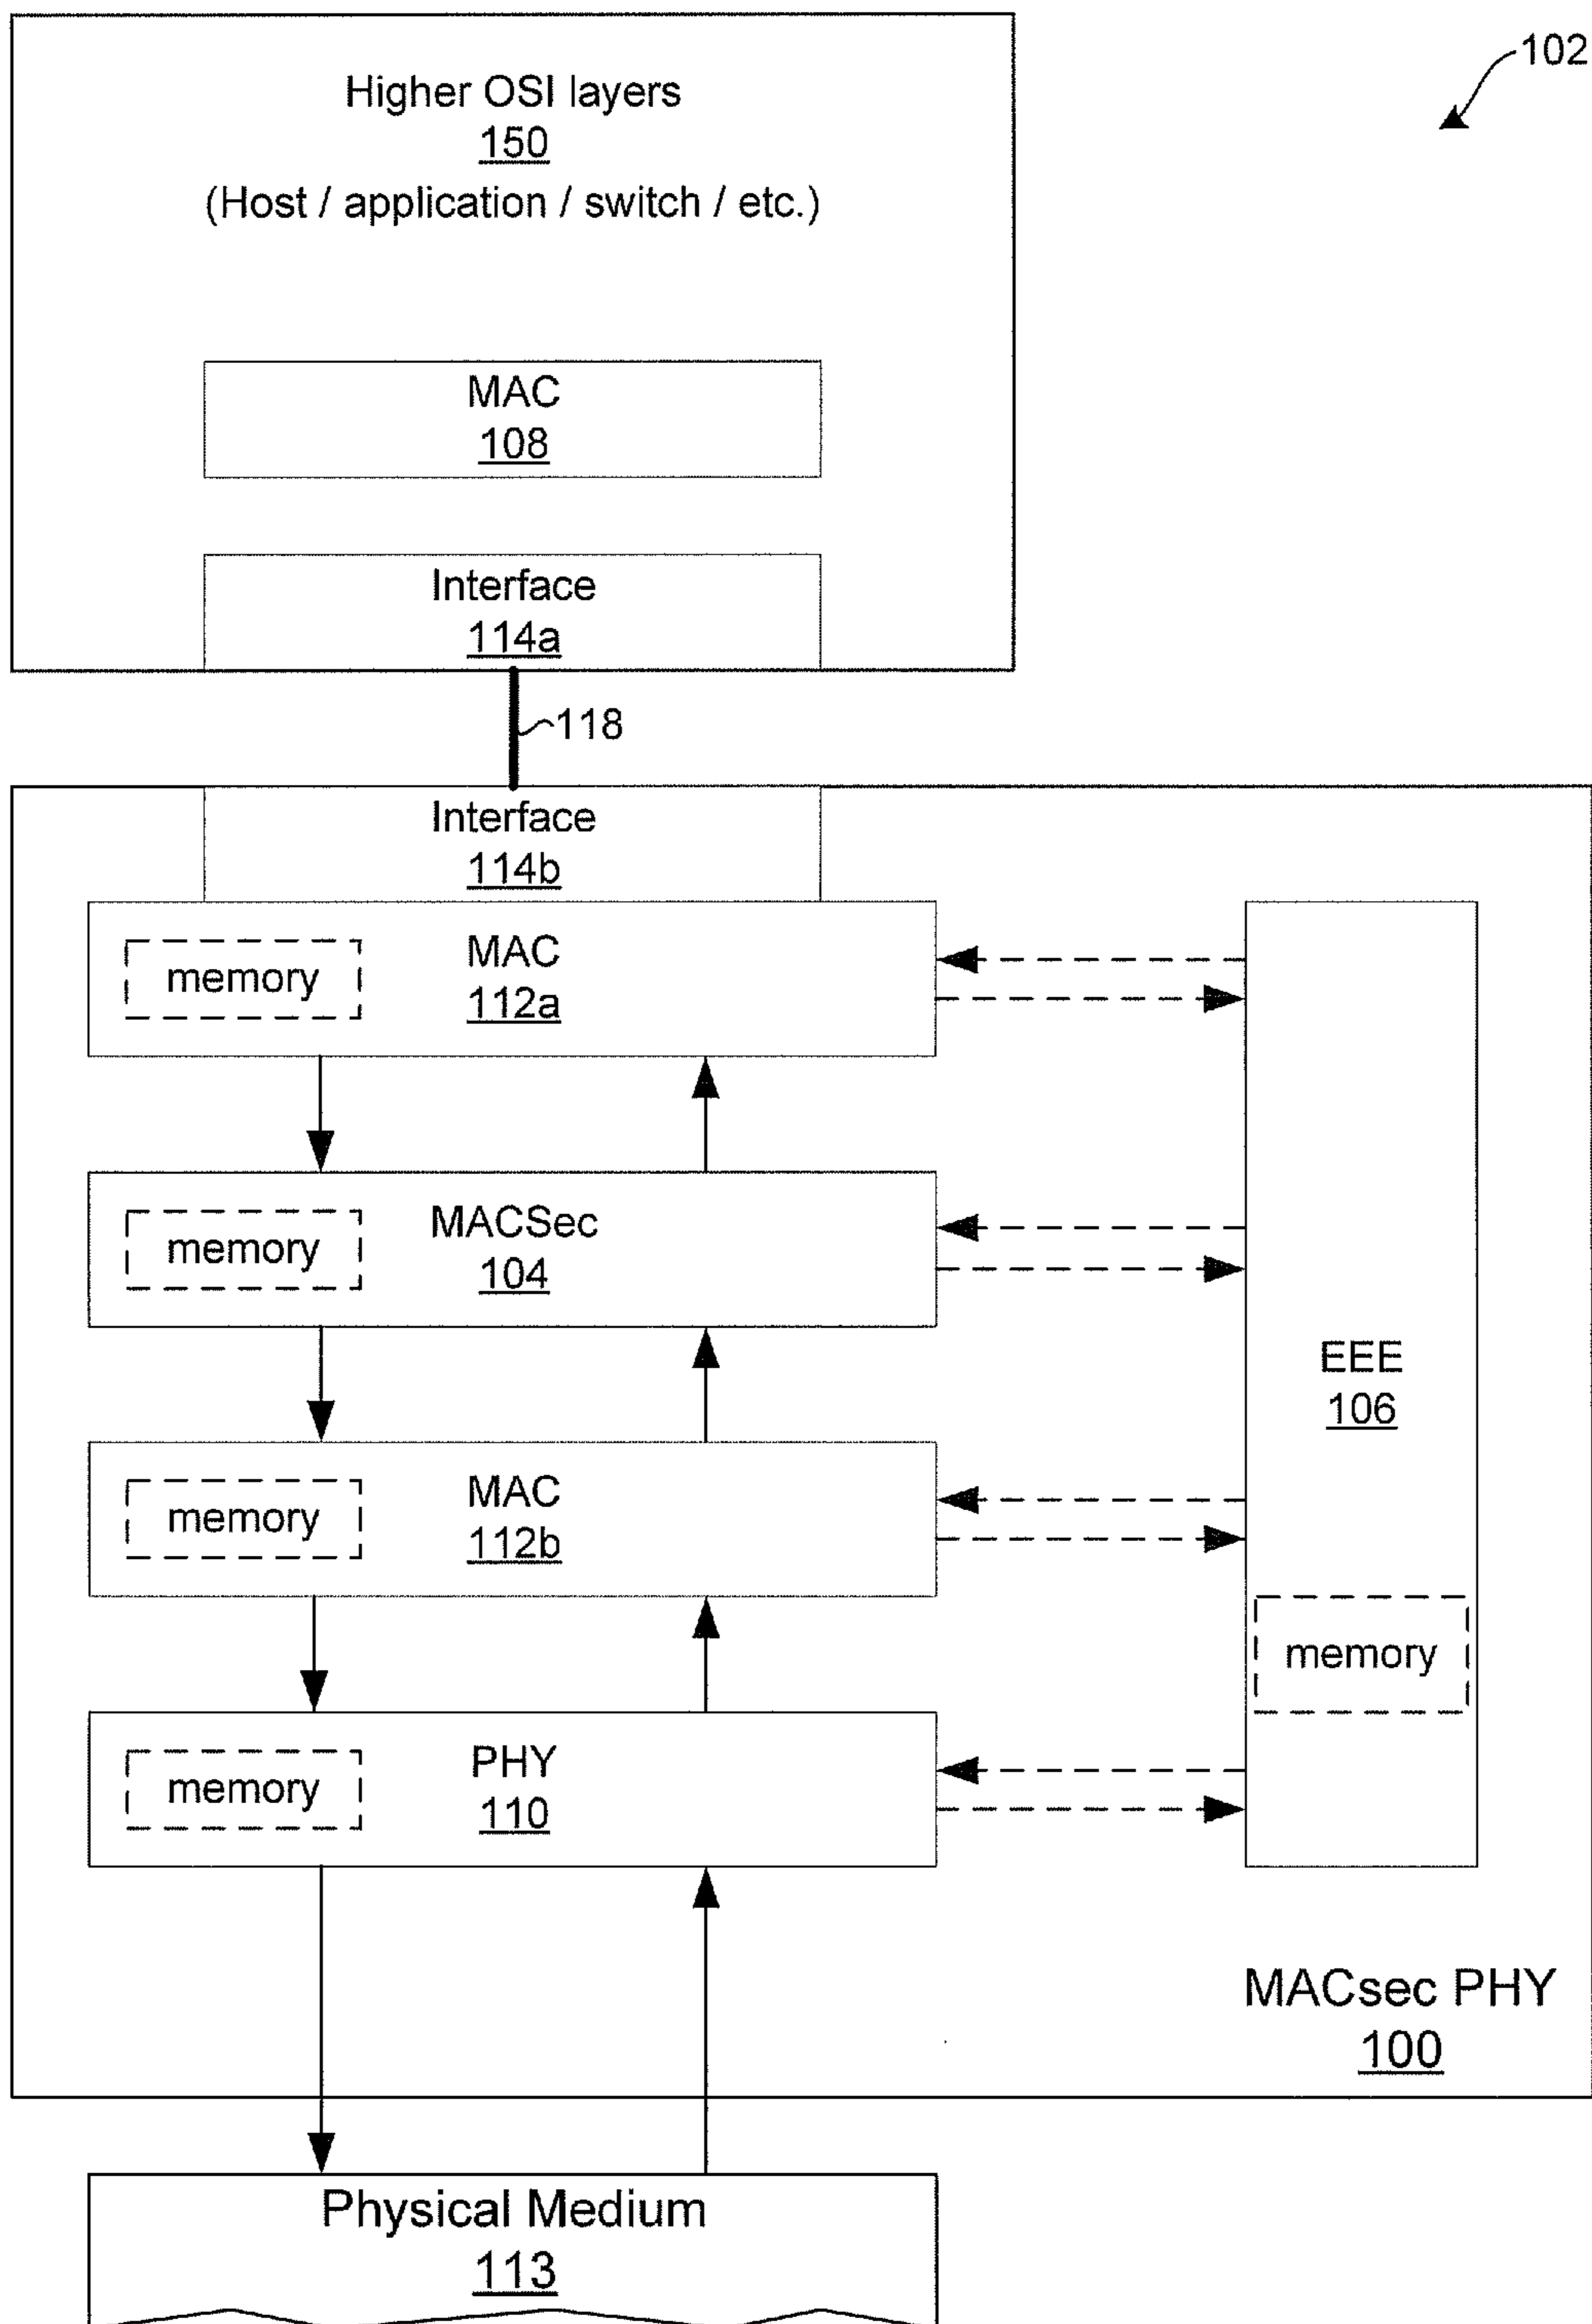 102
Higher OSI layers
150
(Host / application / switch / etc.)
MAC
108
Interface
114a
118
Interface
114b
memory
MAC
112a
memory
MACSec
104
EEE
106
memory
MAC
112b
memory
memory
PHY
110
MACsec PHY
100
Physical Medium
113